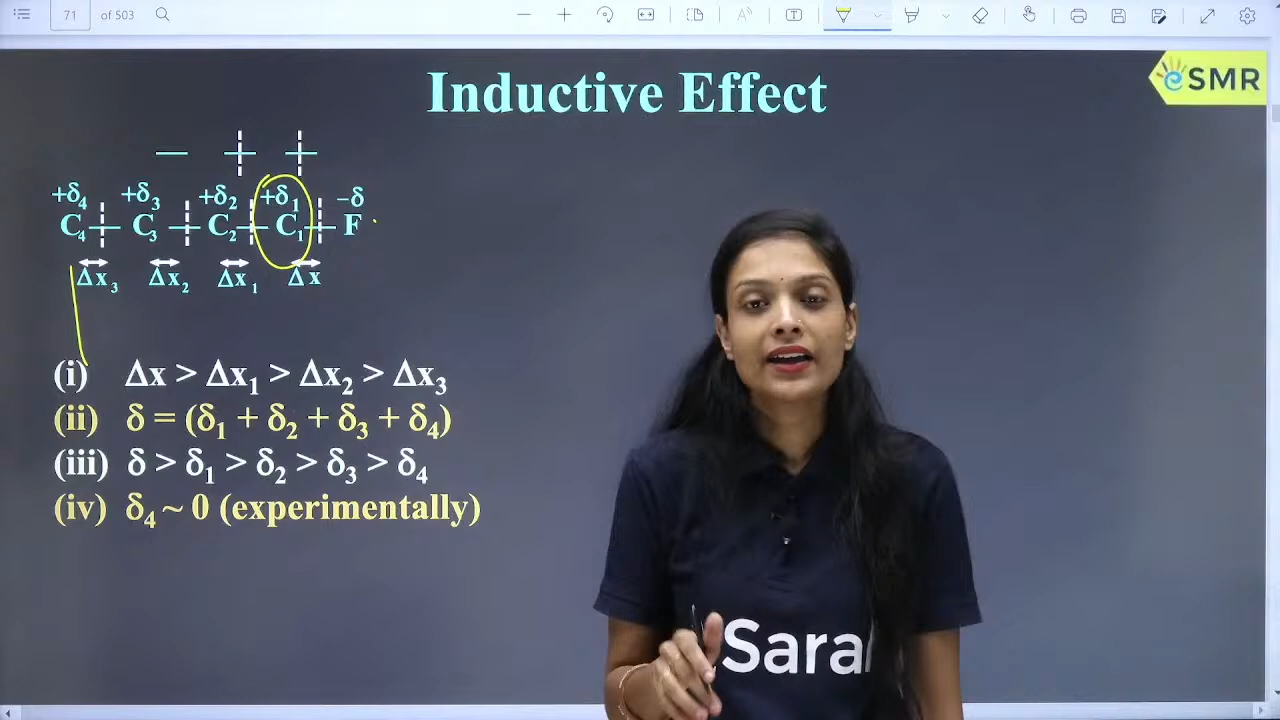 71 of 503
eSMR
Inductive Effect
+δ₄ +δ₃ +δ₂ +δ₁ −δ
C₄ C₃ C₂ C₁ F
Δx₃ Δx₂ Δx₁ Δx
(i) Δx > Δx₁ > Δx₂ > Δx₃
(ii) δ = (δ₁ + δ₂ + δ₃ + δ₄)
(iii) δ > δ₁ > δ₂ > δ₃ > δ₄
(iv) δ₄ ~ 0 (experimentally)
Saral